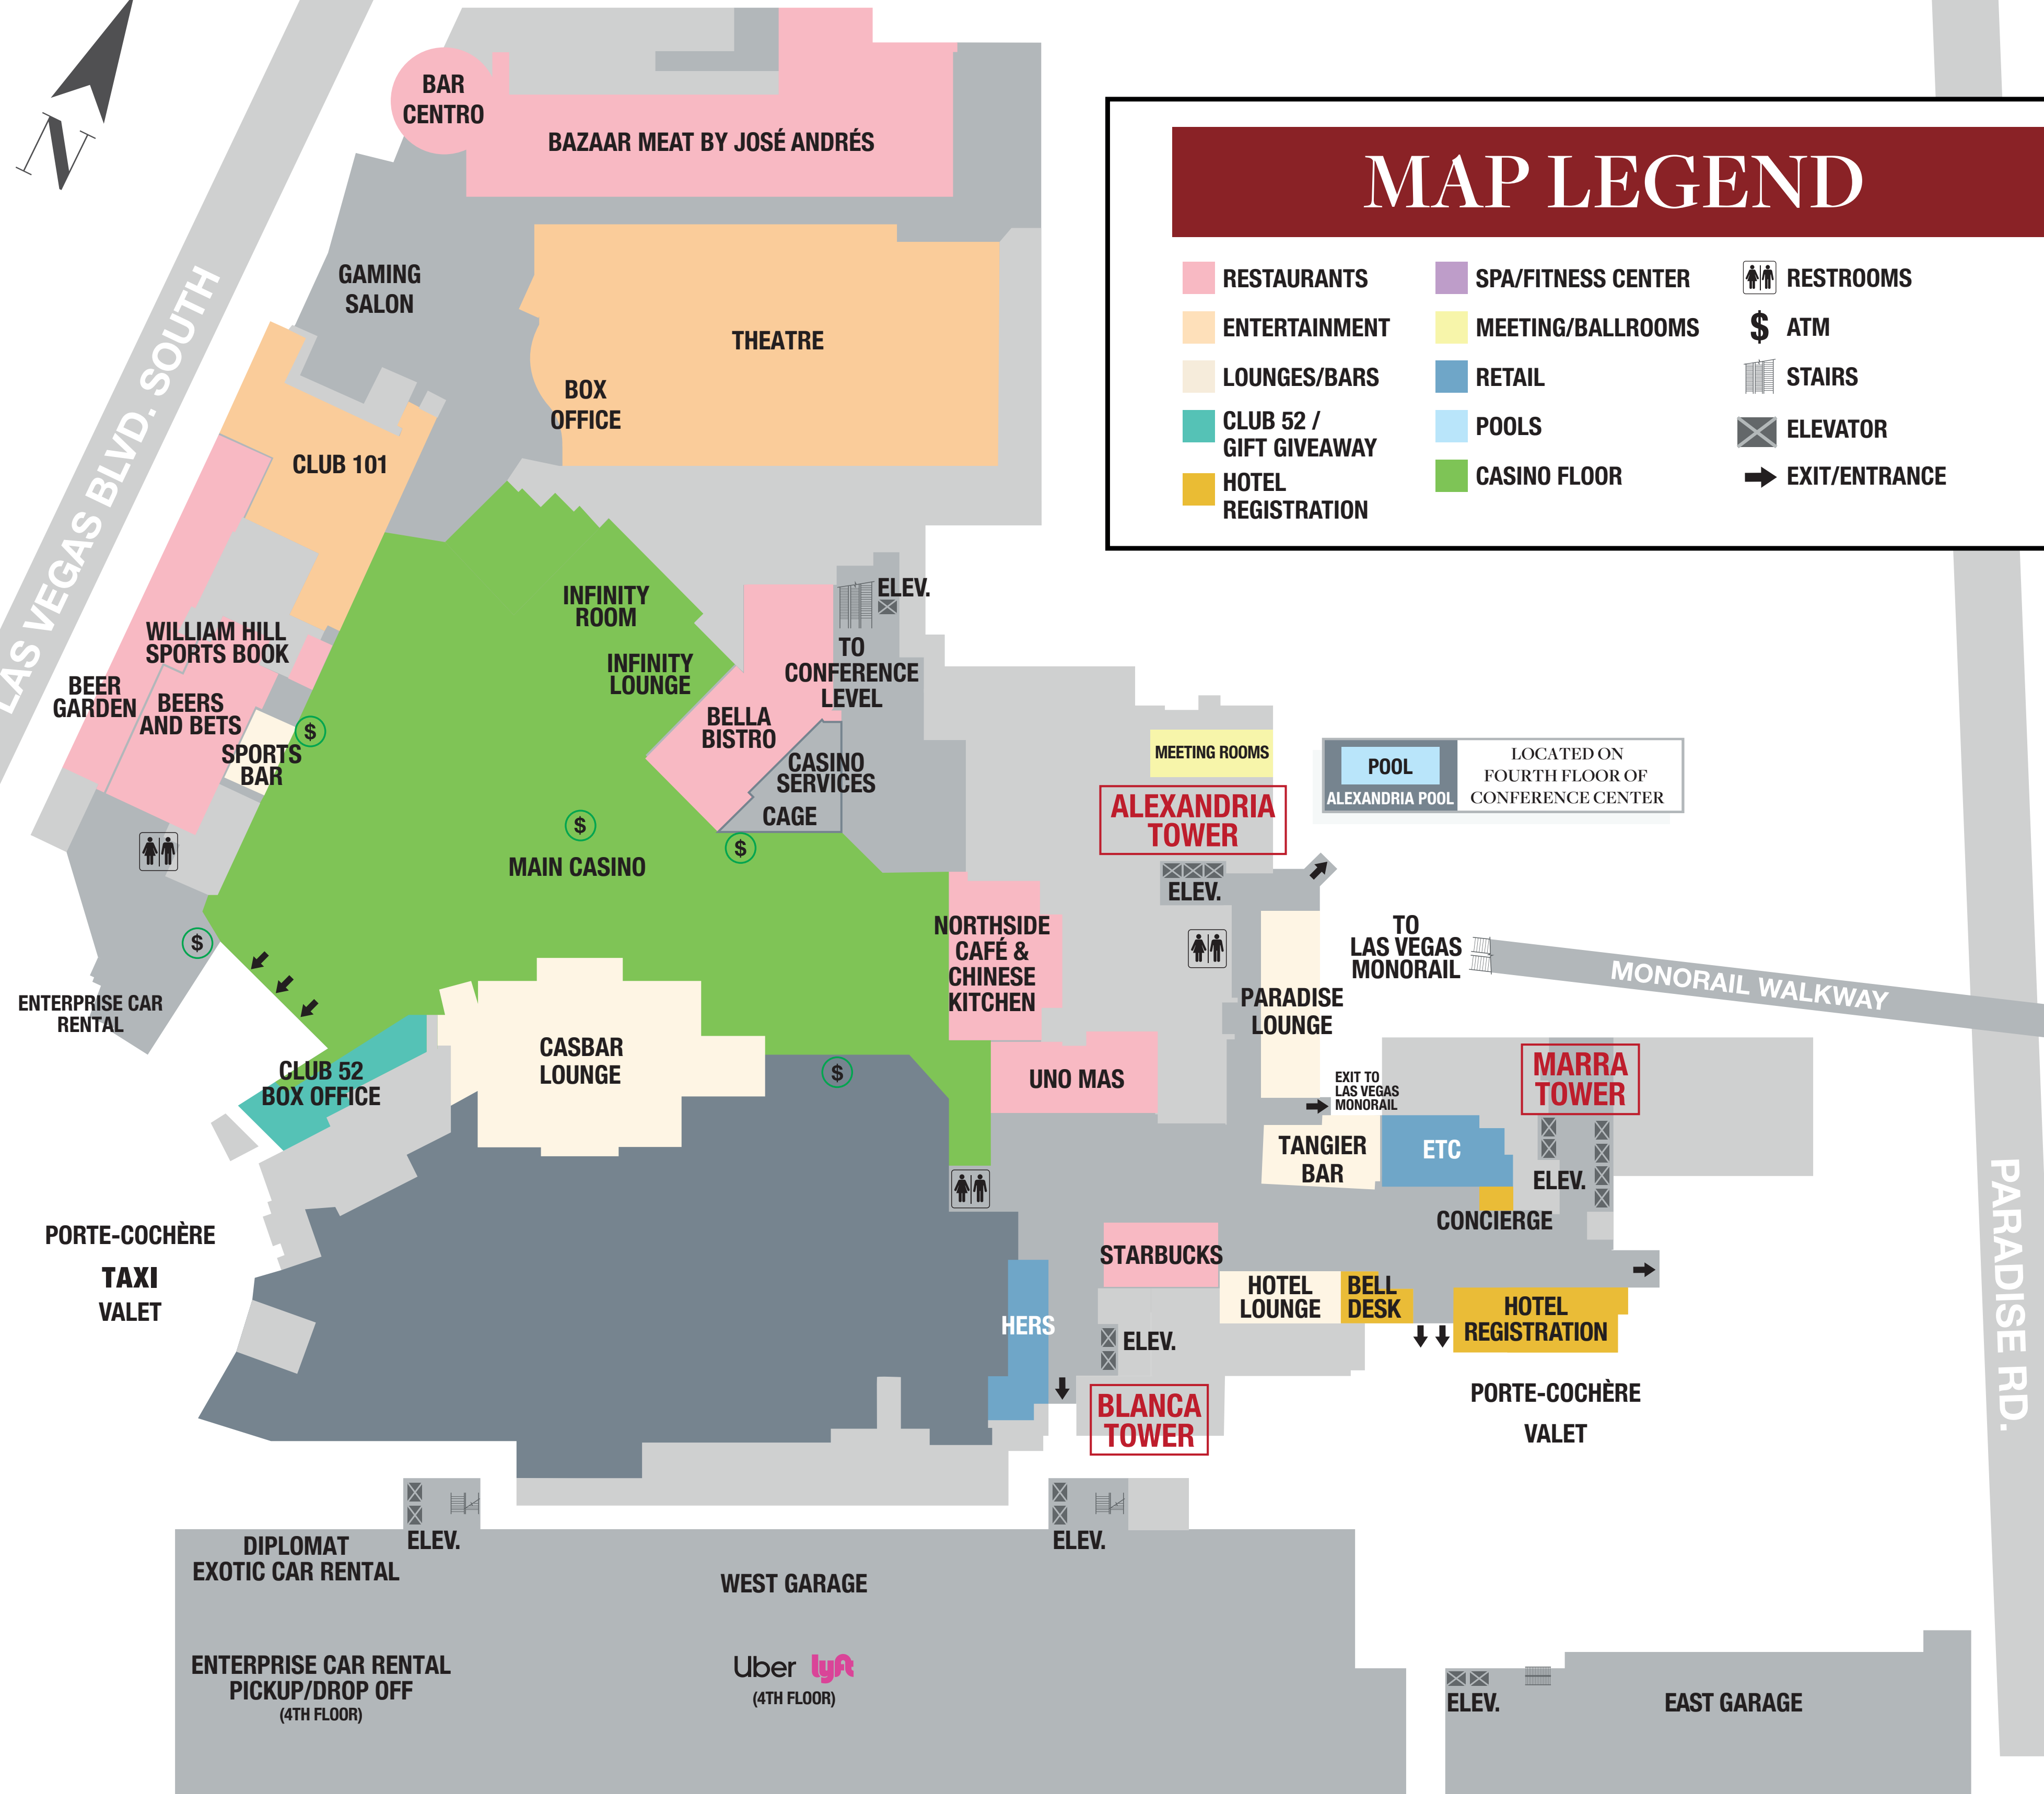 N
BAR
CENTRO
BAZAAR MEAT BY JOSÉ ANDRÉS
MAP LEGEND
RESTAURANTS
ENTERTAINMENT
LOUNGES/BARS
CLUB 52 /
GIFT GIVEAWAY
HOTEL
REGISTRATION
SPA/FITNESS CENTER
MEETING/BALLROOMS
RETAIL
POOLS
CASINO FLOOR
RESTROOMS
$ ATM
STAIRS
ELEVATOR
EXIT/ENTRANCE
LAS VEGAS BLVD. SOUTH
GAMING
SALON
THEATRE
BOX
OFFICE
CLUB 101
INFINITY
ROOM
INFINITY
LOUNGE
ELEV.
TO
CONFERENCE
LEVEL
WILLIAM HILL
SPORTS BOOK
BEER
GARDEN
BEERS
AND BETS
SPORTS
BAR
$
BELLA
BISTRO
CASINO
SERVICES
CAGE
$
$
MAIN CASINO
MEETING ROOMS
ALEXANDRIA
TOWER
ELEV.
POOL
ALEXANDRIA POOL
LOCATED ON
FOURTH FLOOR OF
CONFERENCE CENTER
$
ENTERPRISE CAR
RENTAL
NORTHSIDE
CAFÉ &
CHINESE
KITCHEN
PARADISE
LOUNGE
TO
LAS VEGAS
MONORAIL
MONORAIL WALKWAY
CASBAR
LOUNGE
CLUB 52
BOX OFFICE
$
UNO MAS
EXIT TO
LAS VEGAS
MONORAIL
MARRA
TOWER
TANGIER
BAR
ETC
ELEV.
CONCIERGE
PARADISE RD.
PORTE-COCHÈRE
TAXI
VALET
STARBUCKS
HOTEL
LOUNGE
BELL
DESK
HOTEL
REGISTRATION
HERS
ELEV.
BLANCA
TOWER
PORTE-COCHÈRE
VALET
ELEV.
ELEV.
DIPLOMAT
EXOTIC CAR RENTAL
WEST GARAGE
ENTERPRISE CAR RENTAL
PICKUP/DROP OFF
(4TH FLOOR)
Uber lyft
(4TH FLOOR)
ELEV.
EAST GARAGE